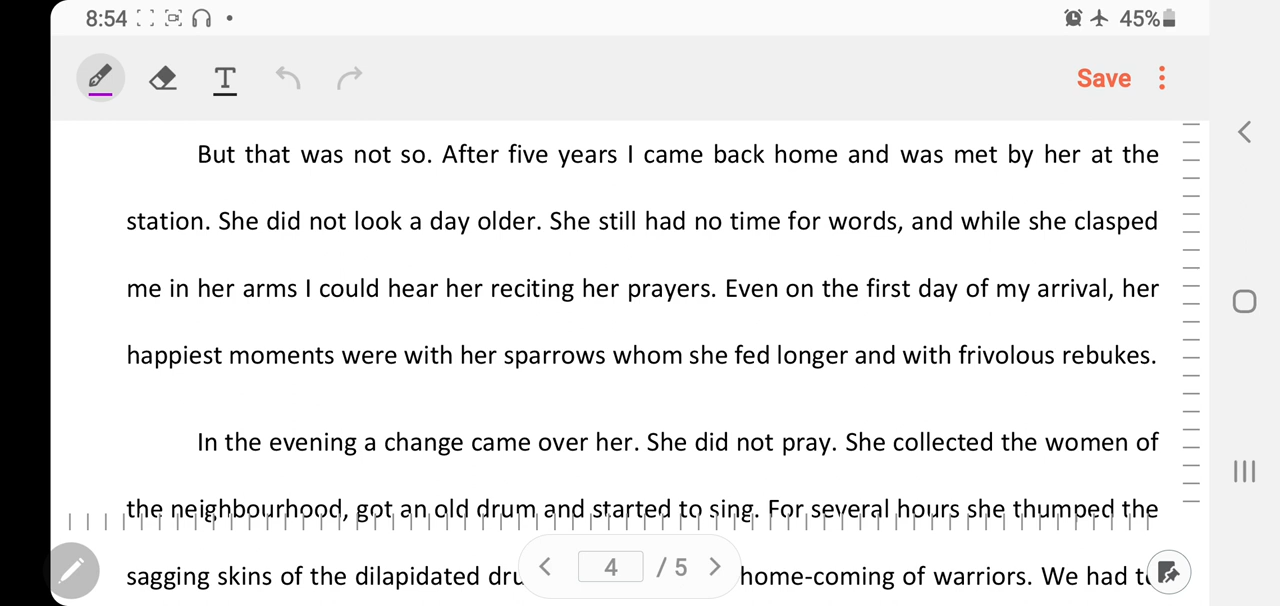 8:54
45%
T
Save
But that was not so. After five years I came back home and was met by her at the
station. She did not look a day older. She still had no time for words, and while she clasped
me in her arms I could hear her reciting her prayers. Even on the first day of my arrival, her
happiest moments were with her sparrows whom she fed longer and with frivolous rebukes.
In the evening a change came over her. She did not pray. She collected the women of
the neighbourhood, got an old drum and started to sing. For several hours she thumped the
sagging skins of the dilapidated home-coming of warriors. We had
4 / 5